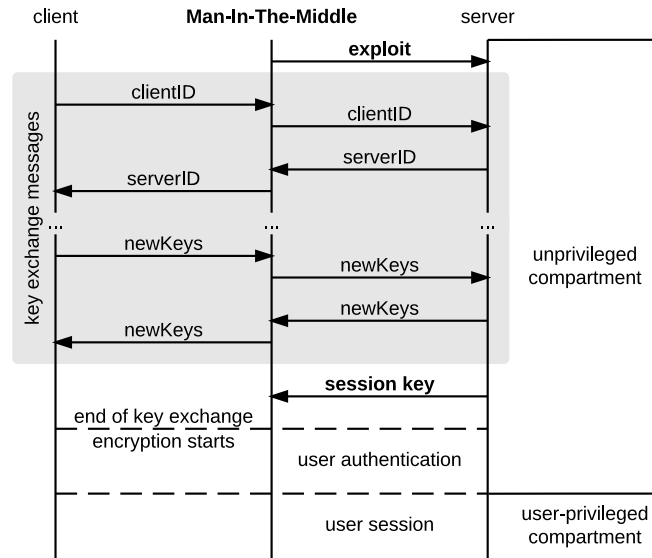 client
Man-In-The-Middle
server
exploit
clientID
clientID
serverID
serverID
key exchange messages
...
...
...
newKeys
newKeys
newKeys
newKeys
unprivileged
compartment
session key
end of key exchange
encryption starts
user authentication
user session
user-privileged
compartment